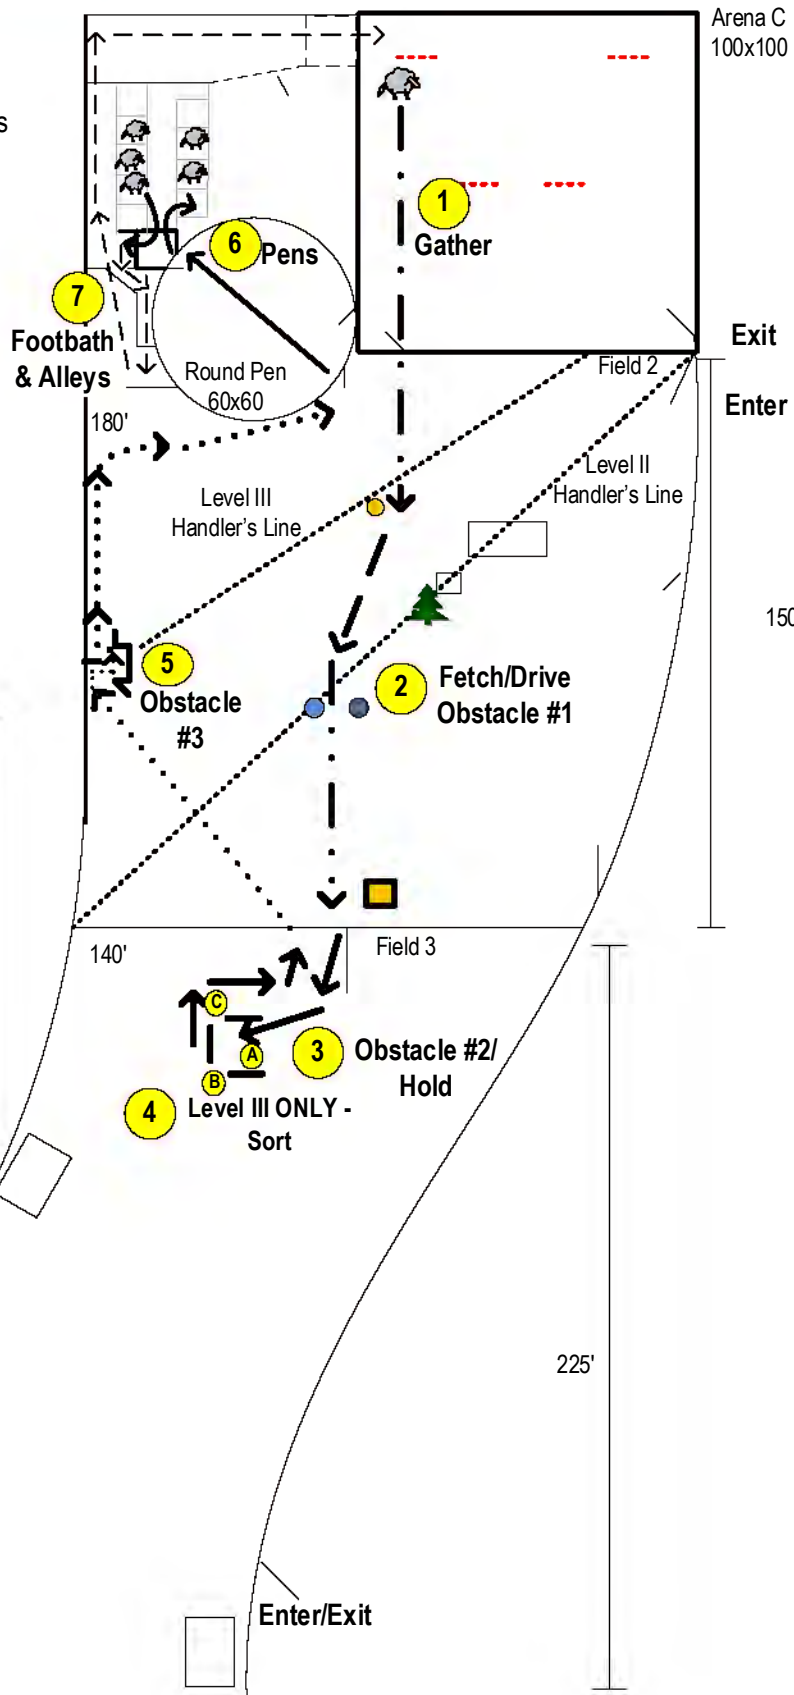 Arena C
100x100
s
1
Gather
6
Pens
7
Footbath
& Alleys
Exit
Round Pen
60x60
Field 2
Enter
180'
Level II
Handler's Line
Level III
Handler's Line
150
5
Obstacle
#3
2
Fetch/Drive
Obstacle #1
140'
Field 3
C
A
B
3
Obstacle #2/
Hold
4
Level III ONLY -
Sort
225'
Enter/Exit